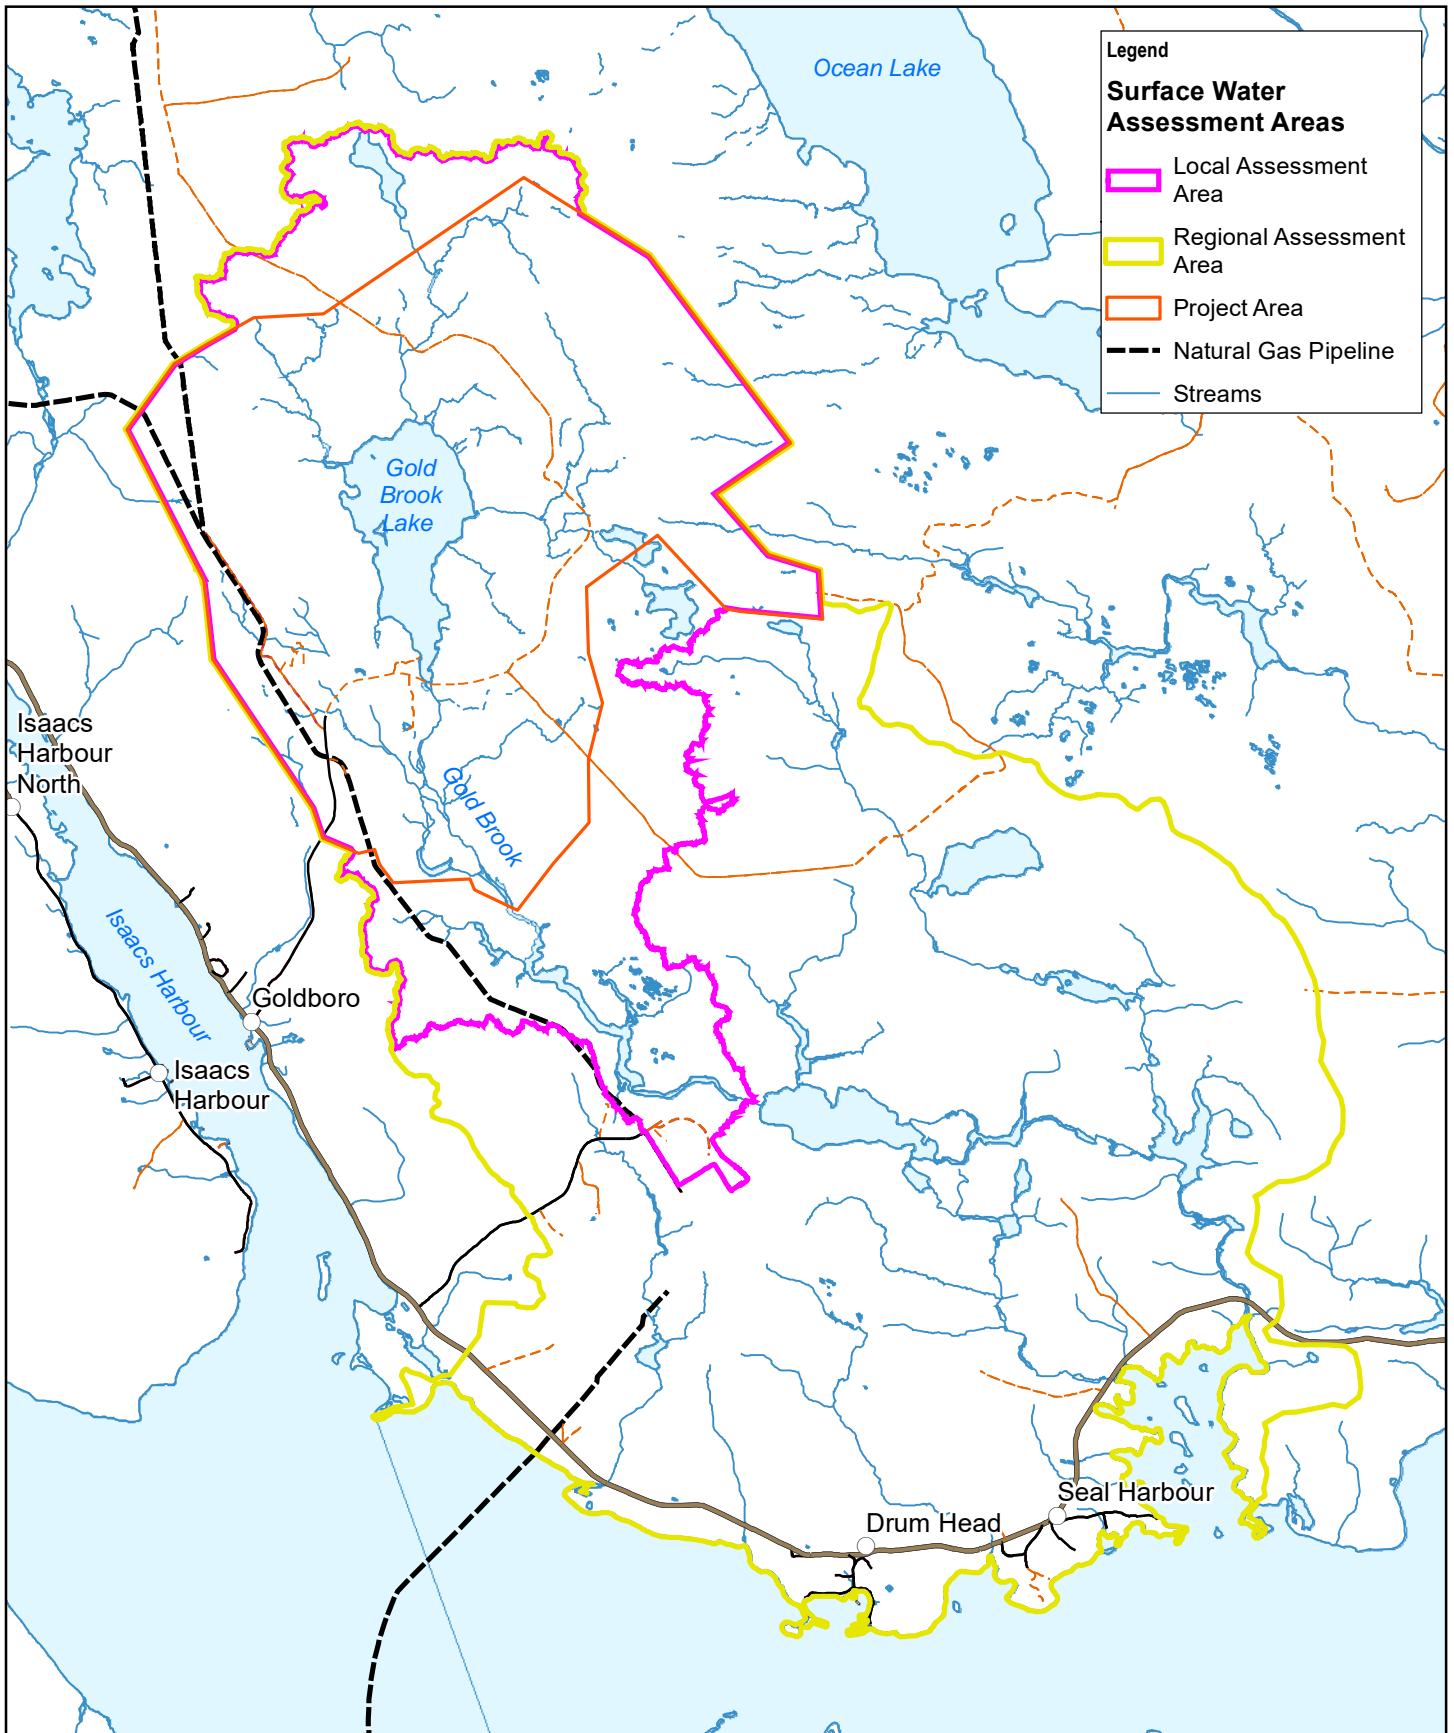 Ocean Lake
Legend
Surface Water
Assessment Areas
Local Assessment
Area
Regional Assessment
Area
Project Area
Natural Gas Pipeline
Streams
Gold
Brook
Lake
Isaacs
Harbour
North
Gold Brook
Isaacs Harbour
Goldboro
Isaacs
Harbour
Seal Harbour
Drum Head